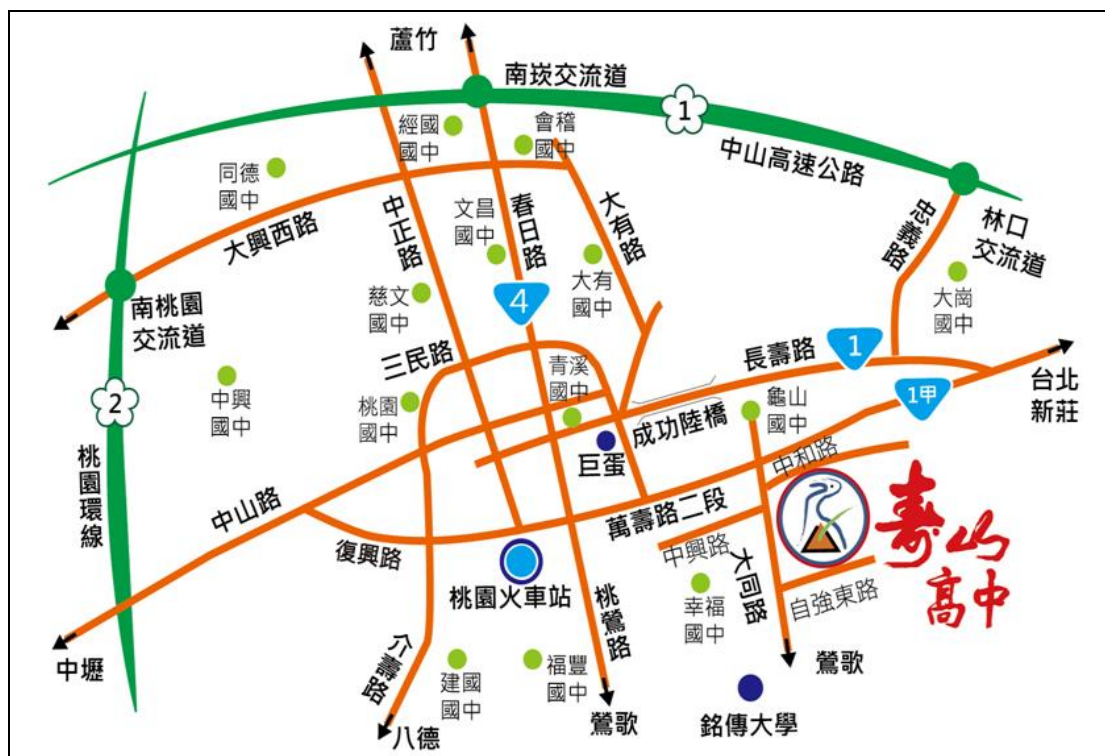 蘆竹
南崁交流道
1
中山高速公路
經國
國中
會稽
國中
同德
國中
大興西路
中正路
文昌
國中
春日路
大有路
大有
國中
忠義路
林口
交流道
大崗
國中
南桃園
交流道
慈文
國中
4
三民路
青溪
國中
長壽路
1
1甲
台北
新莊
2
中興
國中
桃園
國中
成功陸橋
龜山
國中
巨蛋
中和路
桃園環線
中山路
復興路
萬壽路二段
中興路
大同路
壽山
高中
桃園火車站
桃鶯路
幸福
國中
自強東路
中壢
介壽路
建國
國中
福豐
國中
鶯歌
八德
鶯歌
銘傳大學